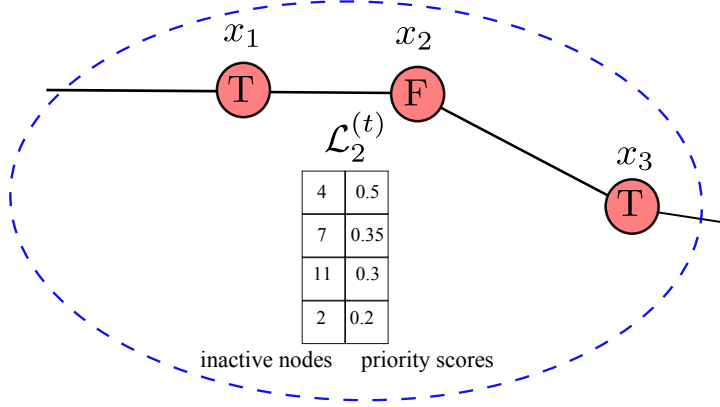 x₁ x₂
T F
ℒ₂⁽ᵗ⁾
x₃
T
4 0.5
7 0.35
11 0.3
2 0.2
inactive nodes priority scores